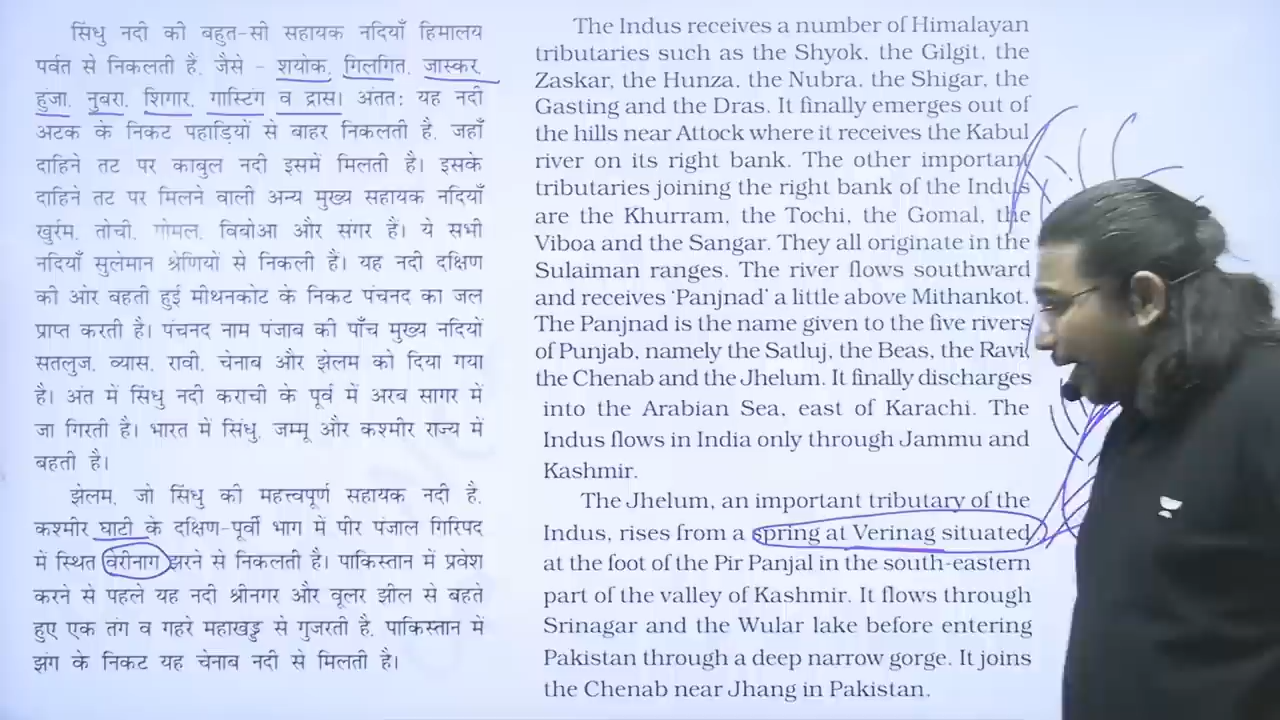 सिंधु नदी की बहुत-सी सहायक नदियाँ हिमालय
पर्वत से निकलती हैं, जैसे - शयोक, गिलगित, जास्कर,
हुंजा, नुबरा, शिगार, गास्टिंग व द्रास। अंततः यह नदी
अटक के निकट पहाड़ियों से बाहर निकलती है, जहाँ
दाहिने तट पर काबुल नदी इसमें मिलती है। इसके
दाहिने तट पर मिलने वाली अन्य मुख्य सहायक नदियाँ
खुर्रम, तोची, गोमल, विबोआ और संगर हैं। ये सभी
नदियाँ सुलेमान श्रेणियों से निकली हैं। यह नदी दक्षिण
की ओर बहती हुई मीथनकोट के निकट पंचनद का जल
प्राप्त करती है। पंचनद नाम पंजाब की पाँच मुख्य नदियों
सतलुज, व्यास, रावी, चेनाब और झेलम को दिया गया
है। अंत में सिंधु नदी कराची के पूर्व में अरब सागर में
जा गिरती है। भारत में सिंधु, जम्मू और कश्मीर राज्य में
बहती है।
झेलम, जो सिंधु की महत्त्वपूर्ण सहायक नदी है,
कश्मीर घाटी के दक्षिण-पूर्वी भाग में पीर पंजाल गिरिपद
में स्थित वेरीनाग झरने से निकलती है। पाकिस्तान में प्रवेश
करने से पहले यह नदी श्रीनगर और वूलर झील से बहते
हुए एक तंग व गहरे महाखड्ड से गुजरती है, पाकिस्तान में
झंग के निकट यह चेनाब नदी से मिलती है।
The Indus receives a number of Himalayan
tributaries such as the Shyok, the Gilgit, the
Zaskar, the Hunza, the Nubra, the Shigar, the
Gasting and the Dras. It finally emerges out of
the hills near Attock where it receives the Kabul
river on its right bank. The other important
tributaries joining the right bank of the Indus
are the Khurram, the Tochi, the Gomal, the
Viboa and the Sangar. They all originate in the
Sulaiman ranges. The river flows southward
and receives ‘Panjnad’ a little above Mithankot.
The Panjnad is the name given to the five rivers
of Punjab, namely the Satluj, the Beas, the Ravi,
the Chenab and the Jhelum. It finally discharges
into the Arabian Sea, east of Karachi. The
Indus flows in India only through Jammu and
Kashmir.
The Jhelum, an important tributary of the
Indus, rises from a spring at Verinag situated
at the foot of the Pir Panjal in the south-eastern
part of the valley of Kashmir. It flows through
Srinagar and the Wular lake before entering
Pakistan through a deep narrow gorge. It joins
the Chenab near Jhang in Pakistan.